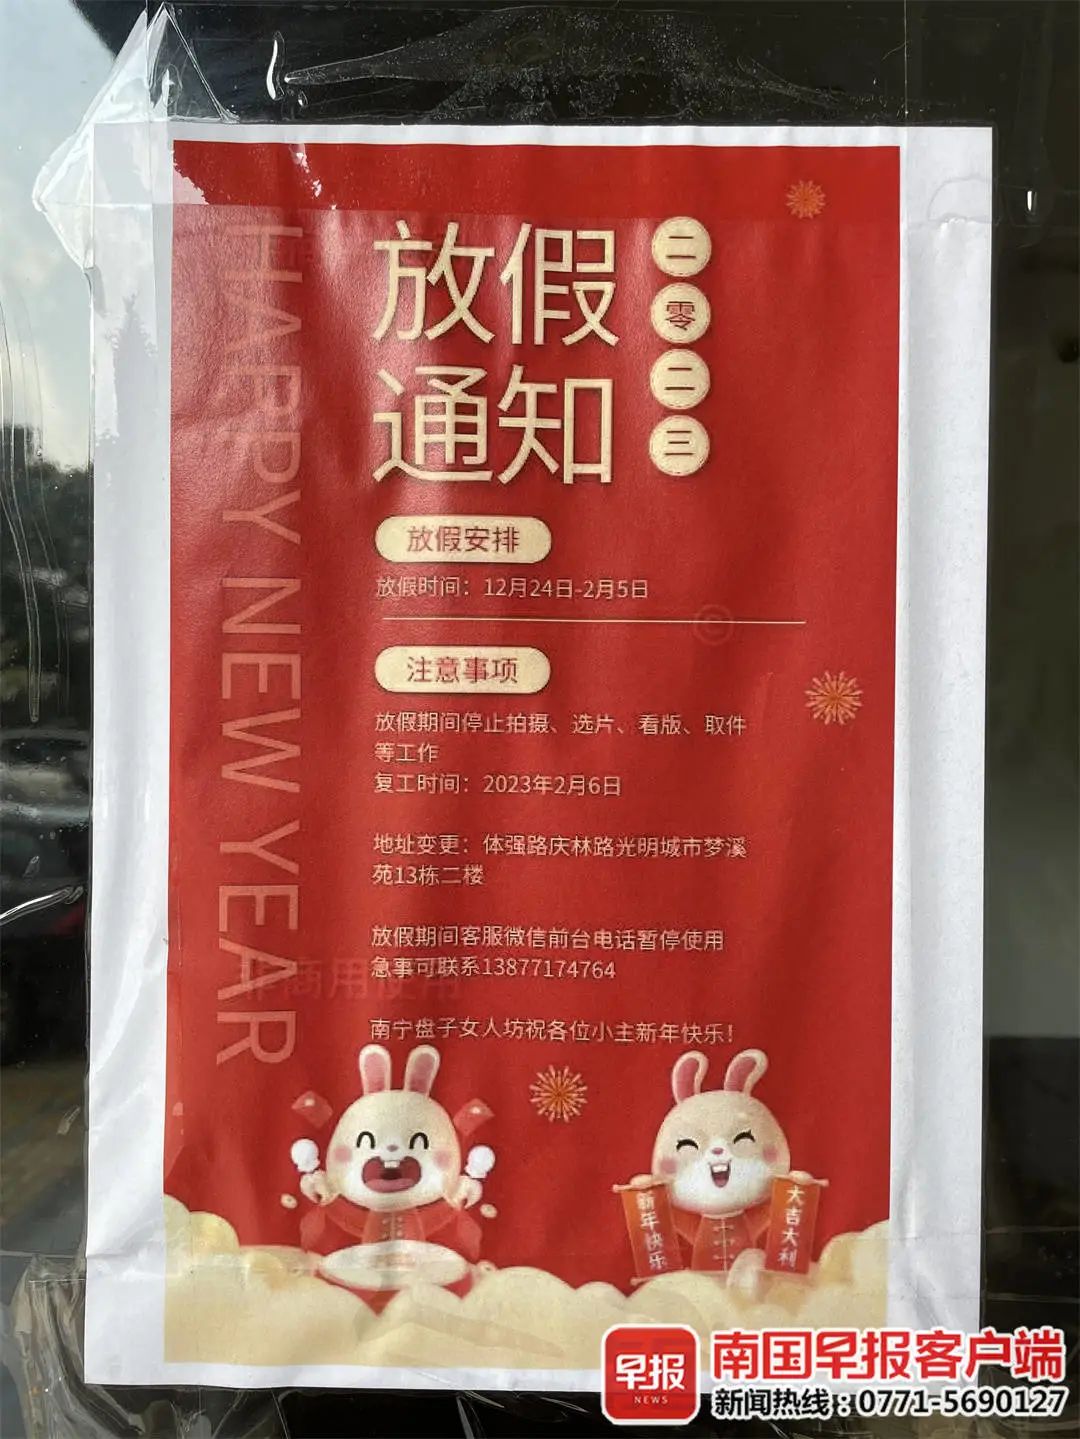 放假
通知
二零二三
HAPPY NEW YEAR
放假安排
放假时间：12月24日-2月5日
注意事项
放假期间停止拍摄、选片、看版、取件
等工作
复工时间：2023年2月6日
地址变更：体强路庆林路光明城市梦溪
苑13栋二楼
放假期间客服微信前台电话暂停使用
急事可联系13877174764
非商用使用
南宁盘子女人坊祝各位小主新年快乐！
新年快乐
大吉大利
早报
NEWS
南国早报客户端
新闻热线：0771-5690127